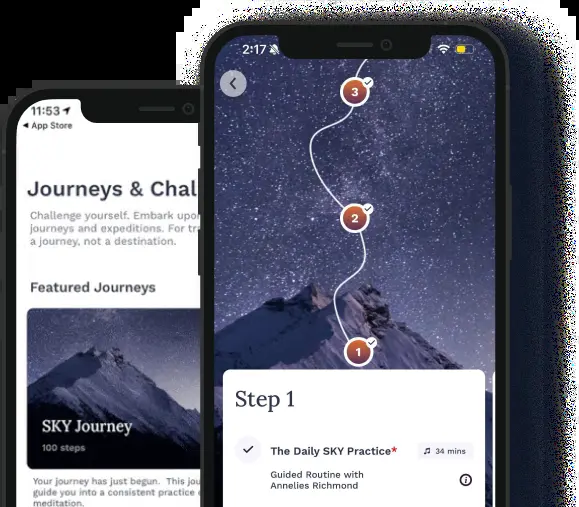 11:53
App Store
Journeys & Chal
Challenge yourself. Embark upo
journeys and expeditions. For tr
a journey, not a destination.
Featured Journeys
SKY Journey
100 steps
Your journey has just begun. This jou
guide you into a consistent practice
meditation.
2:17
3
2
1
Step 1
The Daily SKY Practice*
34 mins
Guided Routine with
Annelies Richmond